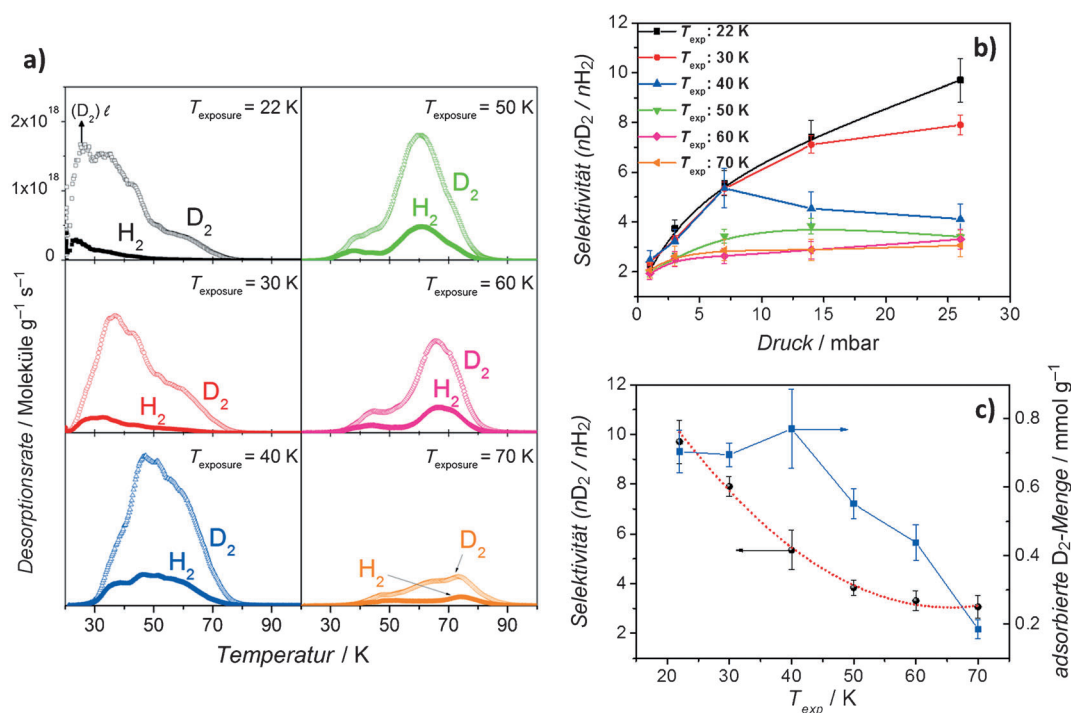 a)
Desorptionsrate / Moleküle g⁻¹ s⁻¹
2x10¹⁸
1x10¹⁸
0
(D₂) ℓ
T_exposure = 22 K
H₂
D₂
T_exposure = 50 K
H₂
D₂
T_exposure = 30 K
H₂
D₂
T_exposure = 60 K
H₂
D₂
T_exposure = 40 K
H₂
D₂
T_exposure = 70 K
H₂
D₂
30 50 70 90 30 50 70 90
Temperatur / K
b)
Selektivität (nD₂ / nH₂)
12
10
8
6
4
2
T_exp: 22 K
T_exp: 30 K
T_exp: 40 K
T_exp: 50 K
T_exp: 60 K
T_exp: 70 K
0 5 10 15 20 25 30
Druck / mbar
c)
Selektivität (nD₂ / nH₂)
12
10
8
6
4
2
20 30 40 50 60 70
T_exp / K
0.8
0.6
0.4
0.2
adsorbierte D₂-Menge / mmol g⁻¹